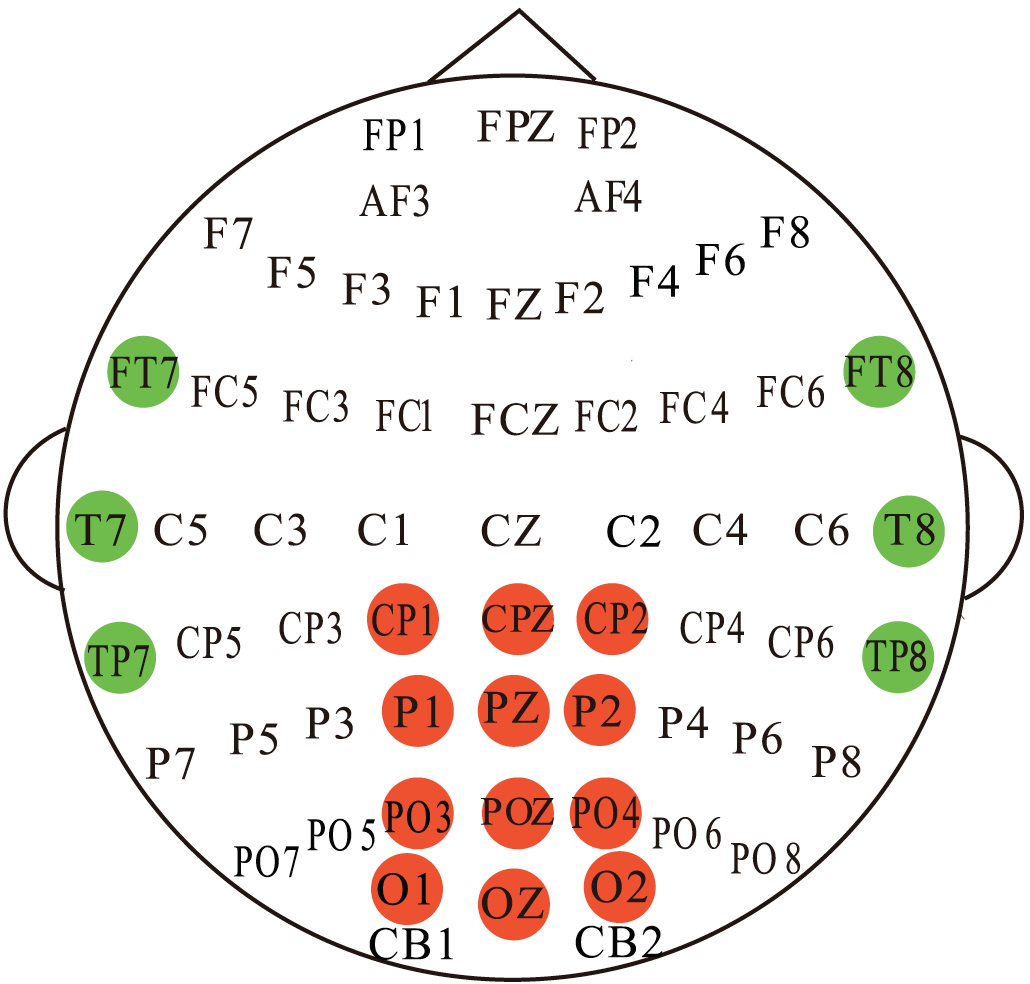 FP1 FPZ FP2
AF3 AF4
F7 F5 F3 F1 FZ F2 F4 F6 F8
FT7 FC5 FC3 FC1 FCZ FC2 FC4 FC6 FT8
T7 C5 C3 C1 CZ C2 C4 C6 T8
TP7 CP5 CP3 CP1 CPZ CP2 CP4 CP6 TP8
P7 P5 P3 P1 PZ P2 P4 P6 P8
PO7 PO5 PO3 POZ PO4 PO6 PO8
O1 OZ O2
CB1 CB2